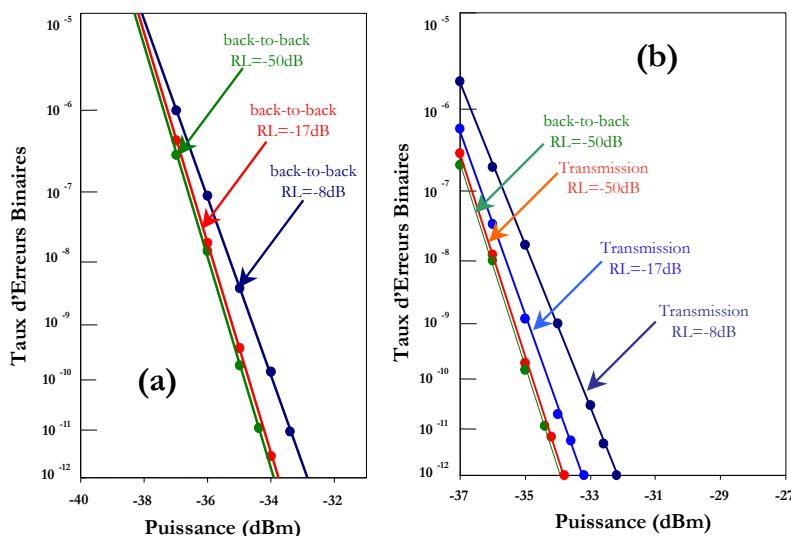 10 -5
10 -6
10 -7
10 -8
10 -9
10 -10
10 -11
10 -12
-40
-38
-36
-34
-32
Taux d'Erreurs Binaires
Puissance (dBm)
(a)
back-to-back
RL=-50dB
back-to-back
RL=-17dB
back-to-back
RL=-8dB
10 -5
10 -6
10 -7
10 -8
10 -9
10 -10
10 -11
10 -12
-37
-35
-33
-31
-29
-27
Taux d'Erreurs Binaires
Puissance (dBm)
(b)
back-to-back
RL=-50dB
Transmission
RL=-50dB
Transmission
RL=-17dB
Transmission
RL=-8dB